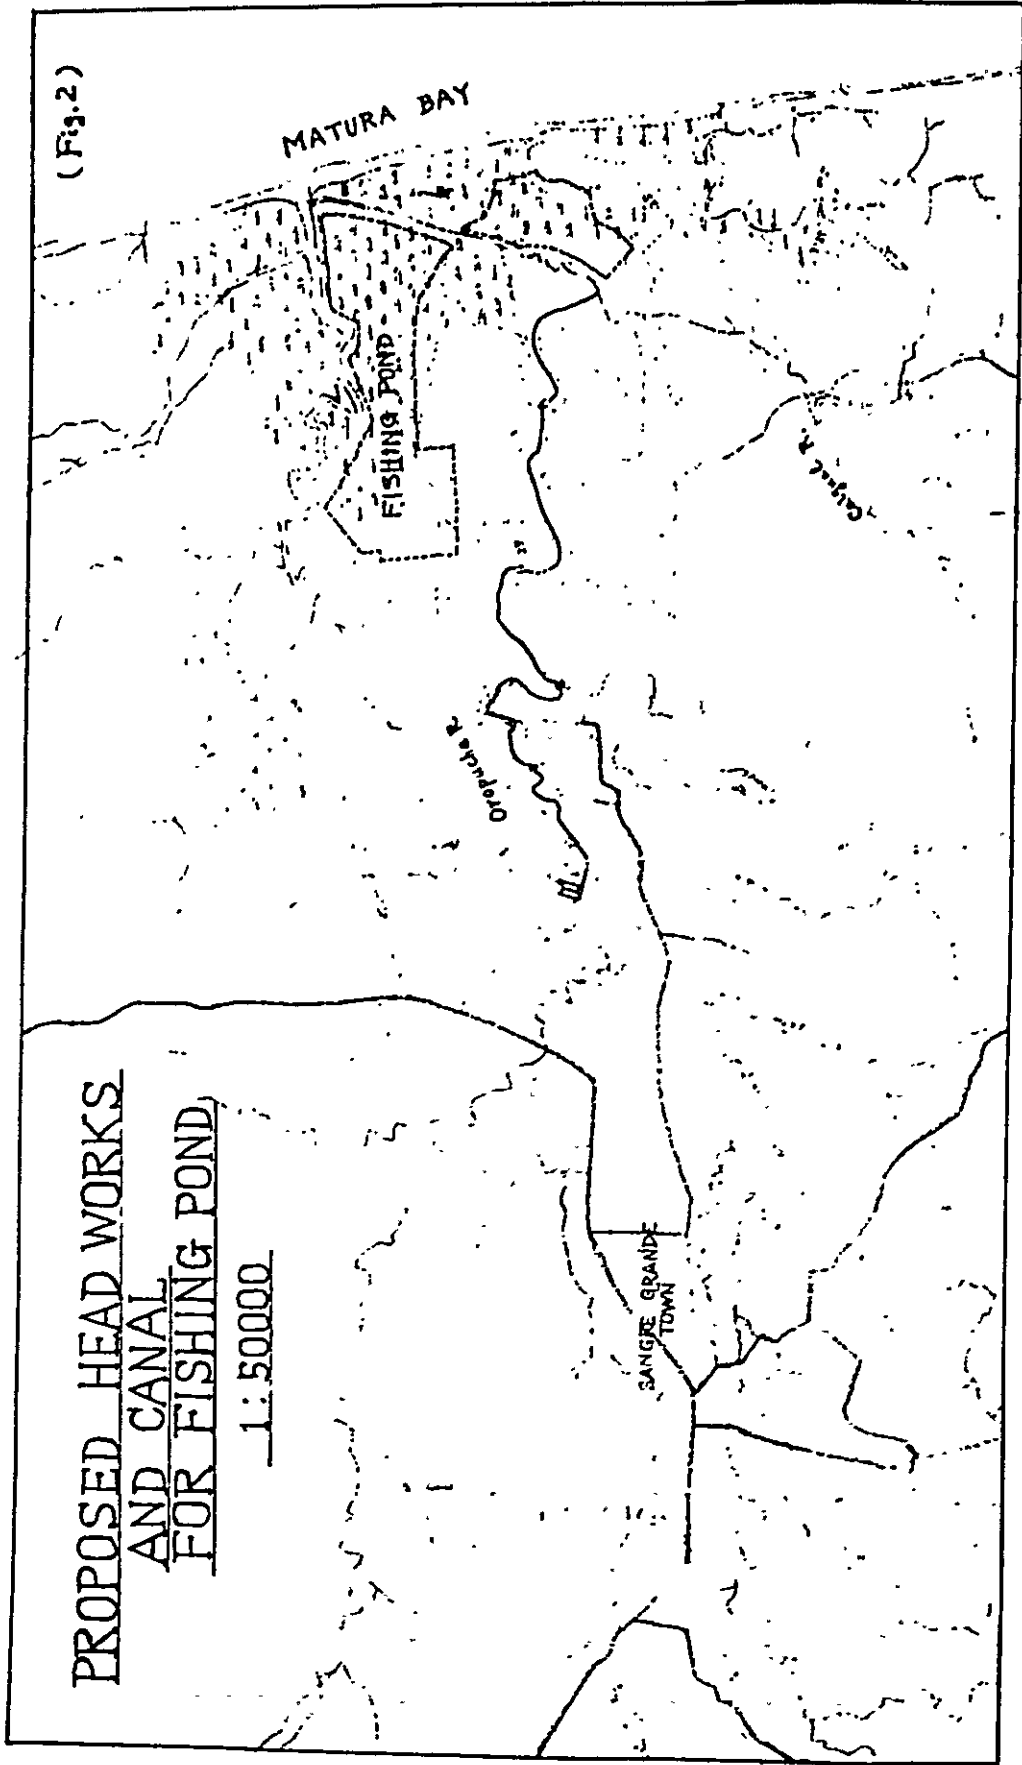 (Fig.2)
PROPOSED HEAD WORKS
AND CANAL
FOR FISHING POND
1:50000
MATURA BAY
FISHING POND
Oropucha R.
SANGRE GRANDE
TOWN